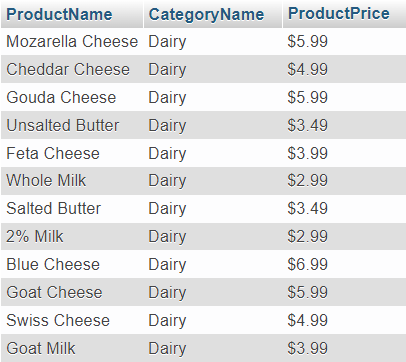 ProductName CategoryName ProductPrice
Mozarella Cheese Dairy $5.99
Cheddar Cheese Dairy $4.99
Gouda Cheese Dairy $5.99
Unsalted Butter Dairy $3.49
Feta Cheese Dairy $3.99
Whole Milk Dairy $2.99
Salted Butter Dairy $3.49
2% Milk Dairy $2.99
Blue Cheese Dairy $6.99
Goat Cheese Dairy $5.99
Swiss Cheese Dairy $4.99
Goat Milk Dairy $3.99